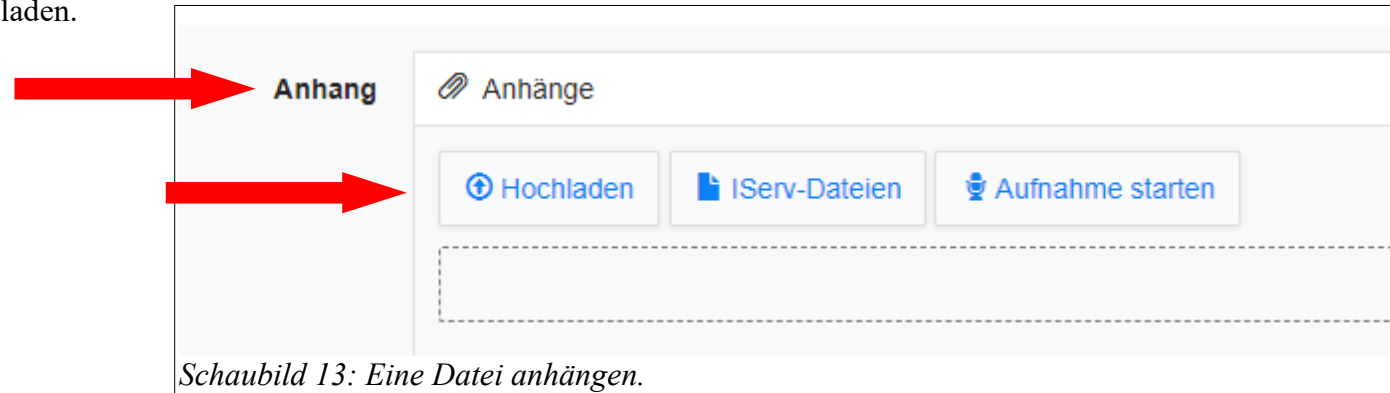 laden.
Anhang
Anhänge
Hochladen IServ-Dateien Aufnahme starten
Schaubild 13: Eine Datei anhängen.